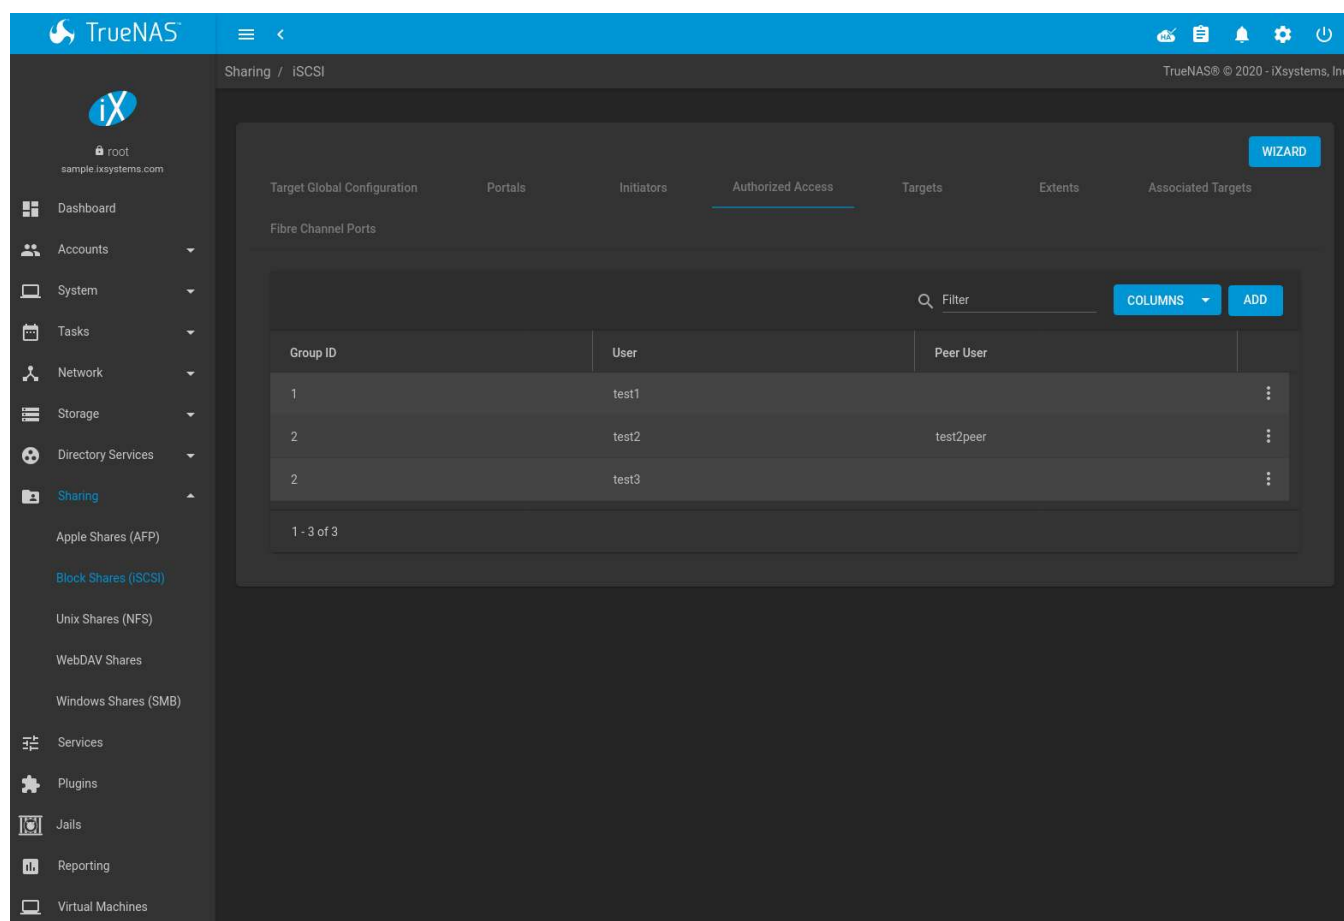 TrueNAS
HA
Sharing / iSCSI
TrueNAS® © 2020 - iXsystems, Inc
iX
root
sample.ixsystems.com
WIZARD
Target Global Configuration Portals Initiators Authorized Access Targets Extents Associated Targets
Fibre Channel Ports
Filter
COLUMNS
ADD
Group ID User Peer User
1 test1
2 test2 test2peer
2 test3
1 - 3 of 3
Dashboard
Accounts
System
Tasks
Network
Storage
Directory Services
Sharing
Apple Shares (AFP)
Block Shares (iSCSI)
Unix Shares (NFS)
WebDAV Shares
Windows Shares (SMB)
Services
Plugins
Jails
Reporting
Virtual Machines